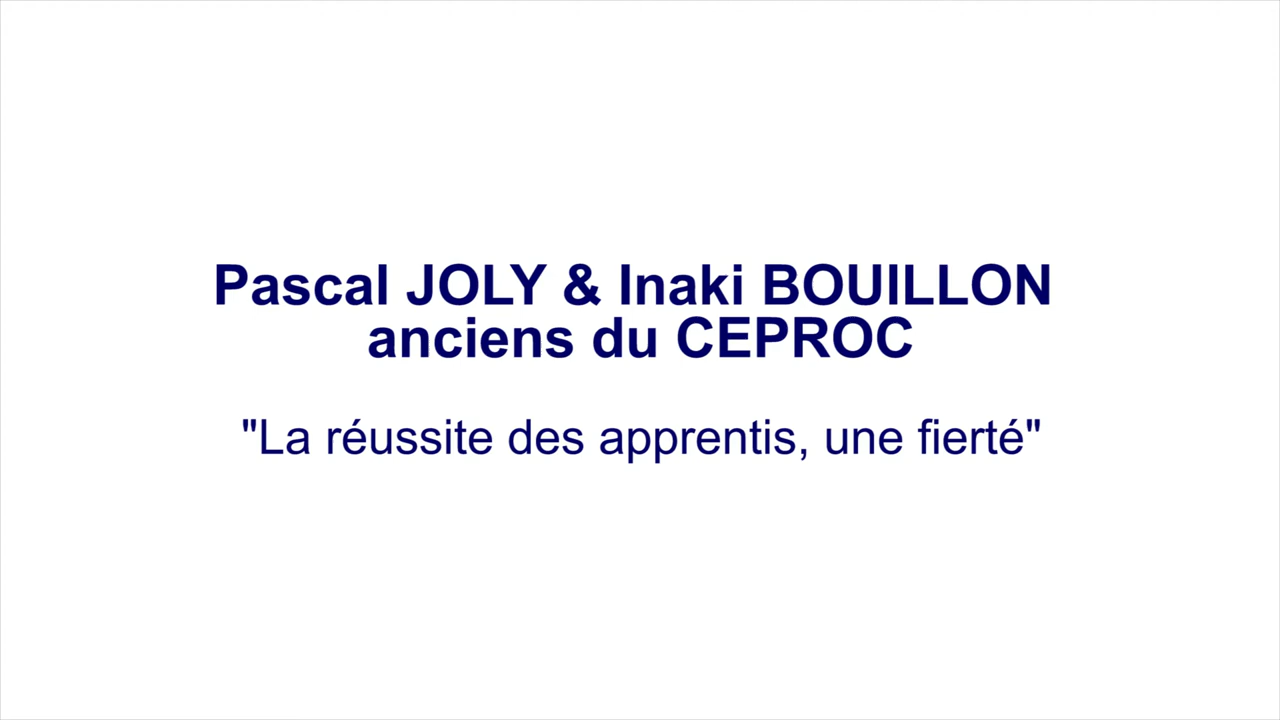 Pascal JOLY & Inaki BOUILLON
anciens du CEPROC
"La réussite des apprentis, une fierté"